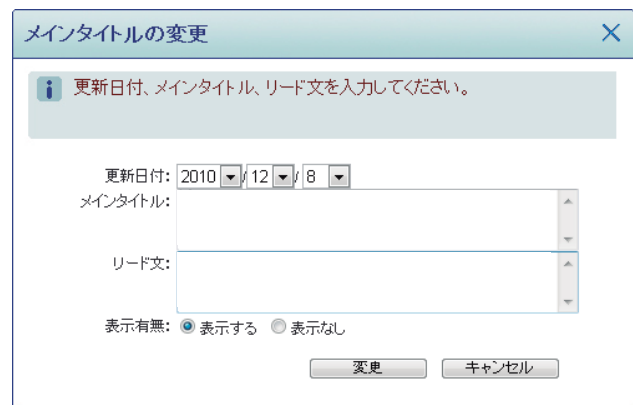 メインタイトルの変更
更新日付、メインタイトル、リード文を入力してください。
更新日付: 2010 / 12 / 8
メインタイトル:
リード文:
表示有無: 表示する 表示なし
変更 キャンセル